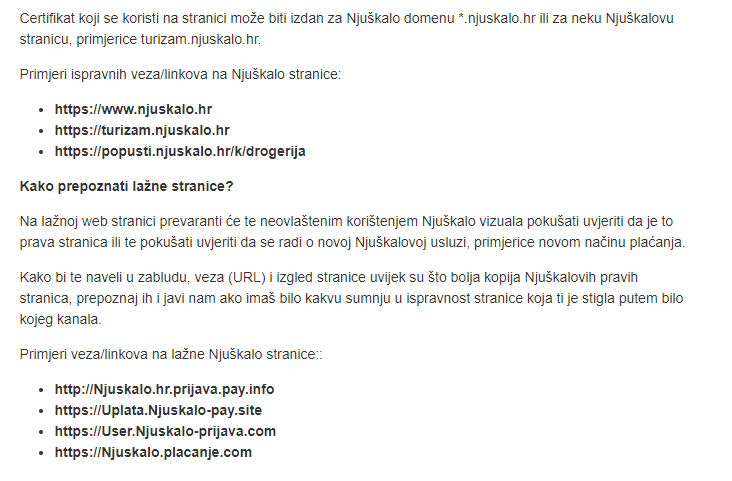 Certifikat koji se koristi na stranici može biti izdan za Njuškalo domenu *.njuskalo.hr ili za neku Njuškalovu
stranicu, primjerice turizam.njuskalo.hr.
Primjeri ispravnih veza/linkova na Njuškalo stranice:
• https://www.njuskalo.hr
• https://turizam.njuskalo.hr
• https://popusti.njuskalo.hr/k/drogerija
Kako prepoznati lažne stranice?
Na lažnoj web stranici prevaranti će te neovlaštenim korištenjem Njuškalo vizuala pokušati uvjeriti da je to
prava stranica ili te pokušati uvjeriti da se radi o novoj Njuškalovoj usluzi, primjerice novom načinu plaćanja.
Kako bi te naveli u zabludu, veza (URL) i izgled stranice uvijek su što bolja kopija Njuškalovih pravih
stranica, prepoznaj ih i javi nam ako imaš bilo kakvu sumnju u ispravnost stranice koja ti je stigla putem bilo
kojeg kanala.
Primjeri veza/linkova na lažne Njuškalo stranice::
• http://Njuskalo.hr.prijava.pay.info
• https://Uplata.Njuskalo-pay.site
• https://User.Njuskalo-prijava.com
• https://Njuskalo.placanje.com